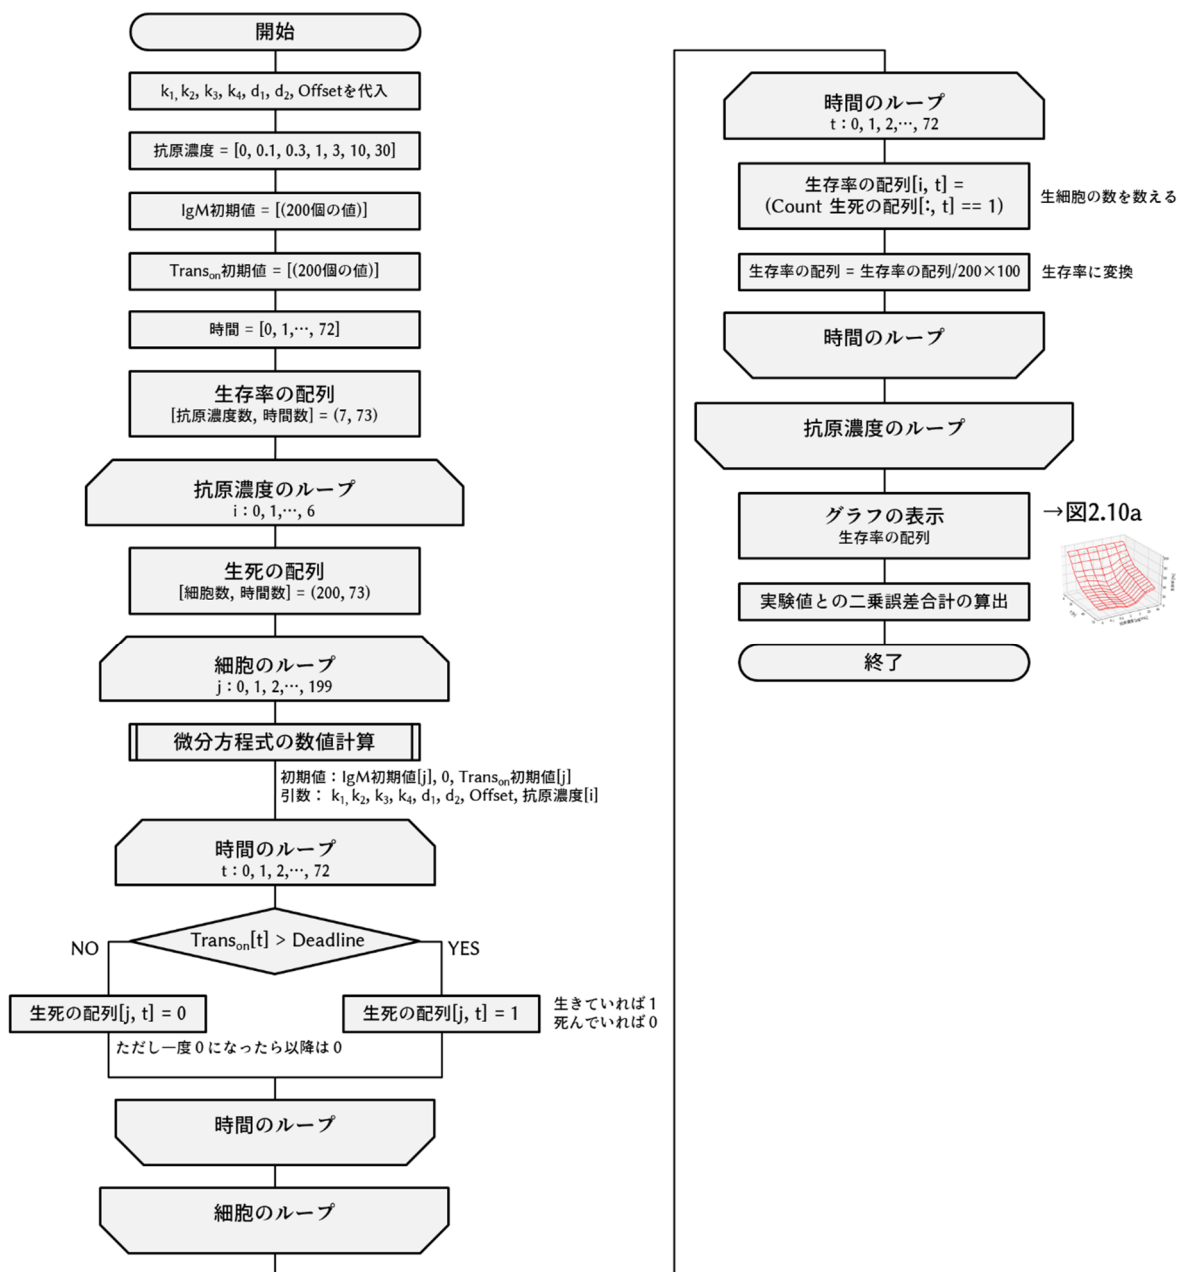 開始
k1, k2, k3, k4, d1, d2, Offsetを代入
抗原濃度 = [0, 0.1, 0.3, 1, 3, 10, 30]
IgM初期値 = [(200個の値)]
Transon初期値 = [(200個の値)]
時間 = [0, 1,⋯, 72]
生存率の配列
[抗原濃度数, 時間数] = (7, 73)
抗原濃度のループ
i : 0, 1,⋯, 6
生死の配列
[細胞数, 時間数] = (200, 73)
細胞のループ
j : 0, 1, 2,⋯, 199
微分方程式の数値計算
初期値：IgM初期値[j], 0, Transon初期値[j]
引数： k1, k2, k3, k4, d1, d2, Offset, 抗原濃度[i]
時間のループ
t : 0, 1, 2,⋯, 72
Transon[t] > Deadline
NO
YES
生死の配列[j, t] = 0
生死の配列[j, t] = 1
生きていれば 1
死んでいれば 0
ただし一度 0 になったら以降は 0
時間のループ
細胞のループ
時間のループ
t : 0, 1, 2,⋯, 72
生存率の配列[i, t] =
(Count 生死の配列[:, t] == 1)
生細胞の数を数える
生存率の配列 = 生存率の配列/200×100
生存率に変換
時間のループ
抗原濃度のループ
グラフの表示
生存率の配列
→図2.10a
実験値との二乗誤差合計の算出
終了